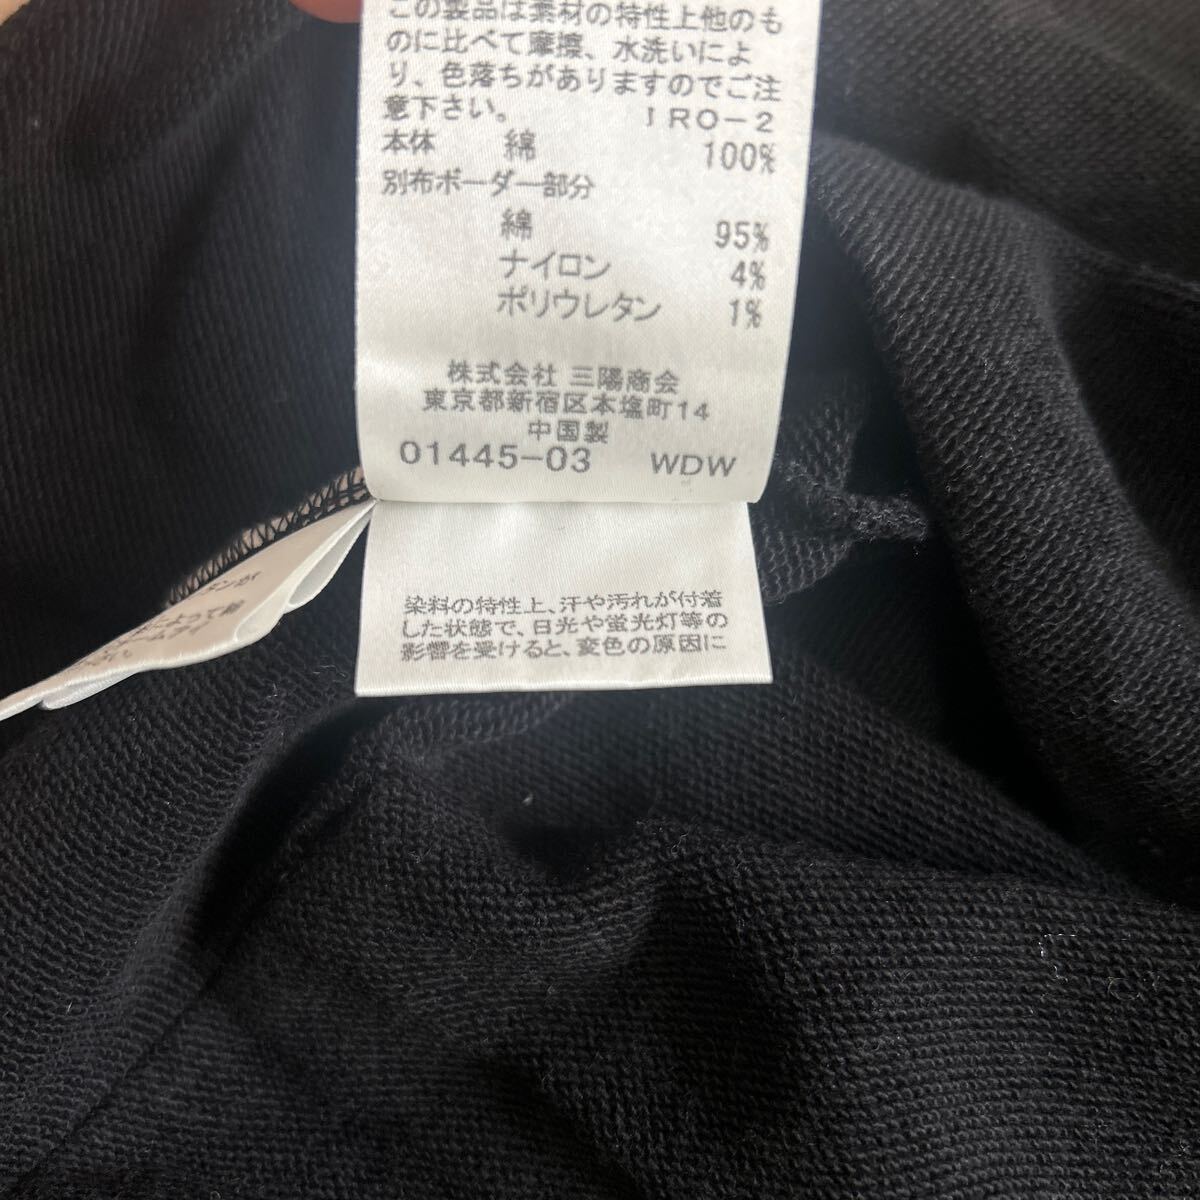 この製品は素材の特性上他のも
のに比べて摩擦、水洗いによ
り、色落ちがありますのでご注
意下さい。 IRO-2
本体 綿 100%
別布ボーダー部分
綿 95%
ナイロン 4%
ポリウレタン 1%
株式会社 三陽商会
東京都新宿区本塩町14
中国製
01445-03 WDW
染料の特性上、汗や汚れが付着
した状態で、日光や蛍光灯等の
影響を受けると、変色の原因に